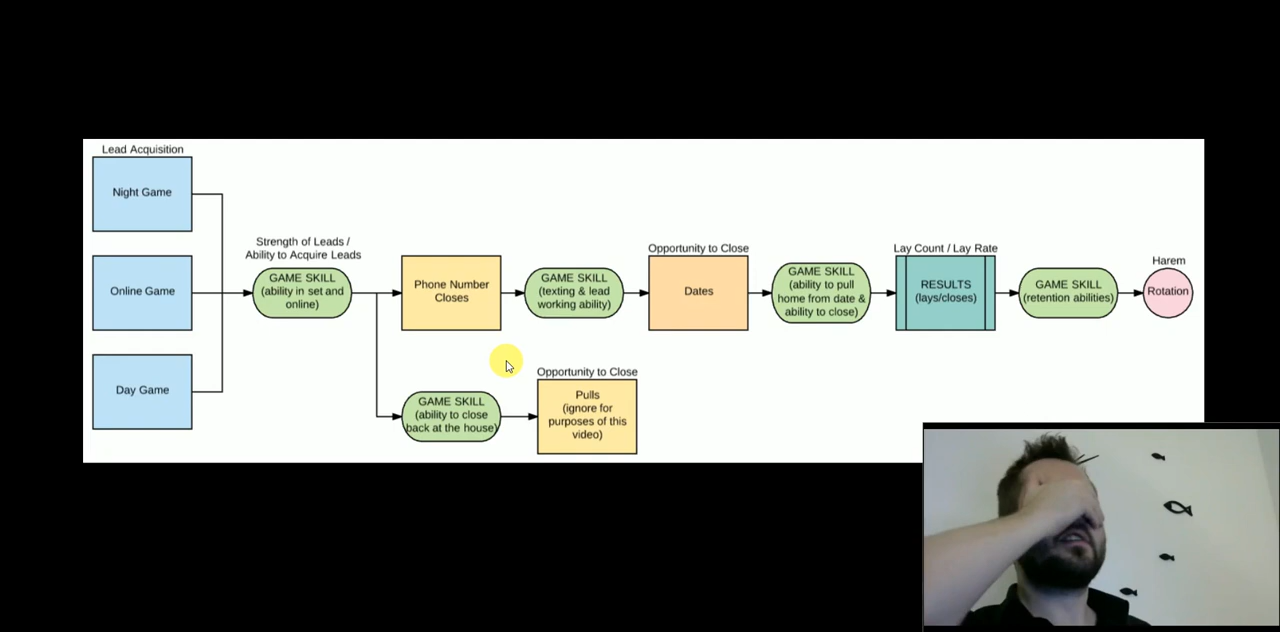 Lead Acquisition
Night Game
Online Game
Day Game
Strength of Leads /
Ability to Acquire Leads
GAME SKILL
(ability in set and
online)
Phone Number
Closes
GAME SKILL
(texting & lead
working ability)
Opportunity to Close
Dates
GAME SKILL
(ability to pull
home from date &
ability to close)
Lay Count / Lay Rate
RESULTS
(lays/closes)
GAME SKILL
(retention abilities)
Harem
Rotation
GAME SKILL
(ability to close
back at the house)
Opportunity to Close
Pulls
(ignore for
purposes of this
video)